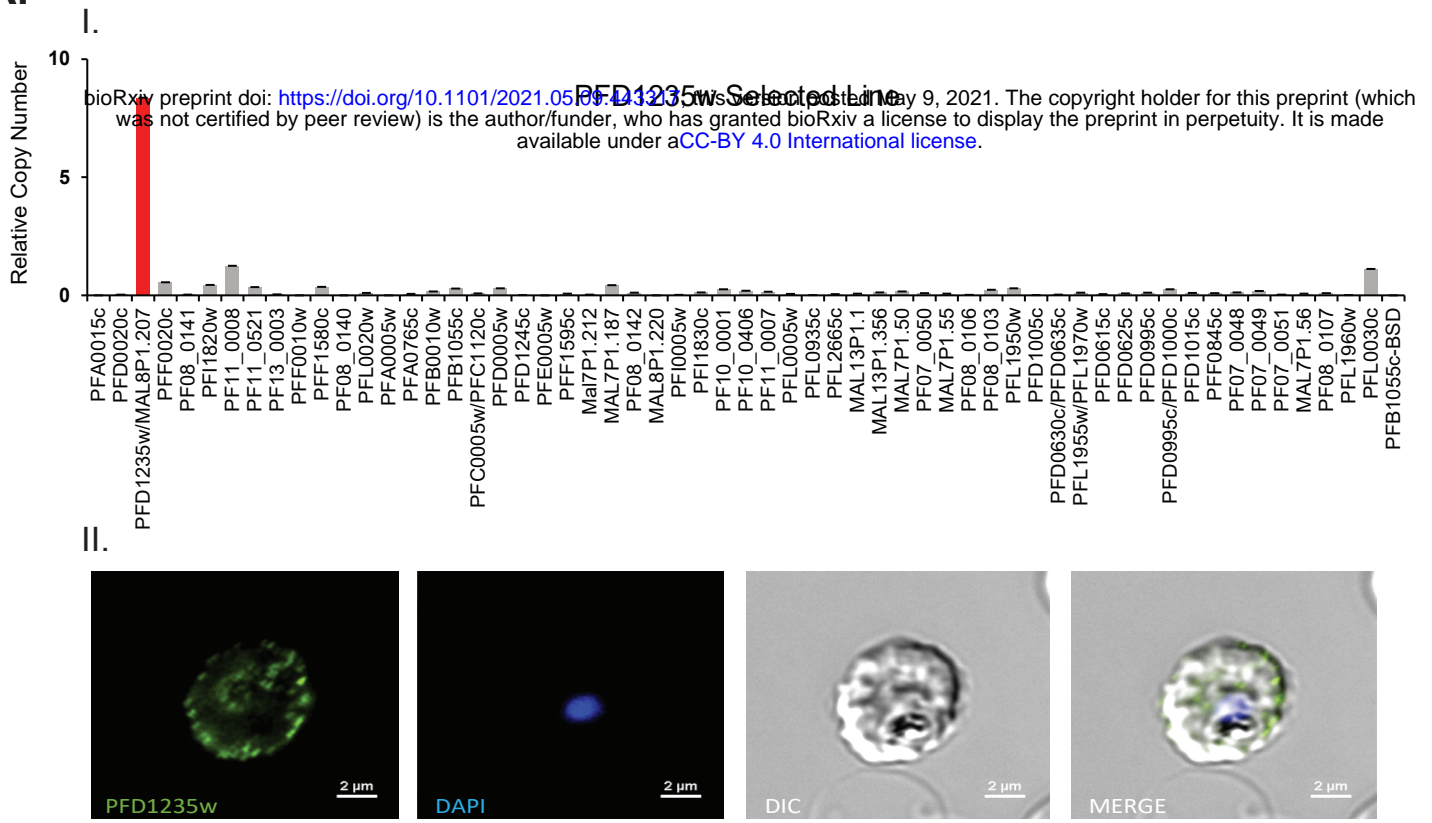 I.
PFD1235w Selected Line
bioRxiv preprint doi: https://doi.org/10.1101/2021.05.09.443317; this version posted May 9, 2021. The copyright holder for this preprint (which
was not certified by peer review) is the author/funder, who has granted bioRxiv a license to display the preprint in perpetuity. It is made
available under aCC-BY 4.0 International license.
Relative Copy Number
10
5
0
PFA0015c
PFD0020c
PFD1235w/MAL8P1.207
PFF0020c
PF08_0141
PFI1820w
PF11_0008
PF11_0521
PF13_0003
PFF0010w
PFF1580c
PF08_0140
PFL0020w
PFA0005w
PFA0765c
PFB0010w
PFB1055c
PFC0005w/PFC1120c
PFD0005w
PFD1245c
PFE0005w
PFF1595c
Mal7P1.212
MAL7P1.187
PF08_0142
MAL8P1.220
PFI0005w
PFI1830c
PF10_0001
PF10_0406
PF11_0007
PFL0005w
PFL0935c
PFL2665c
MAL13P1.1
MAL13P1.356
MAL7P1.50
PF07_0050
MAL7P1.55
PF08_0106
PF08_0103
PFL1950w
PFD1005c
PFD0630c/PFD0635c
PFL1955w/PFL1970w
PFD0615c
PFD0625c
PFD0995c
PFD0995c/PFD1000c
PFD1015c
PFF0845c
PF07_0048
PF07_0049
PF07_0051
MAL7P1.56
PF08_0107
PFL1960w
PFL0030c
PFB1055c-BSD
II.
2 µm
PFD1235w
2 µm
DAPI
2 µm
DIC
2 µm
MERGE